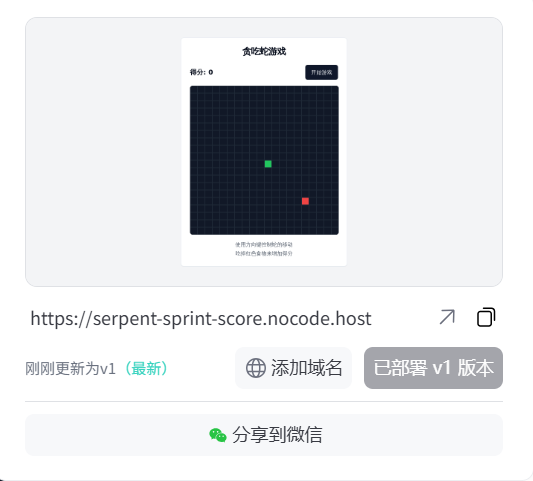 贪吃蛇游戏
得分: 0
开始游戏
使用方向键控制蛇的移动
吃掉红色食物来增加得分
https://serpent-sprint-score.nocode.host
刚刚更新为v1（最新）
添加域名
已部署 v1 版本
分享到微信